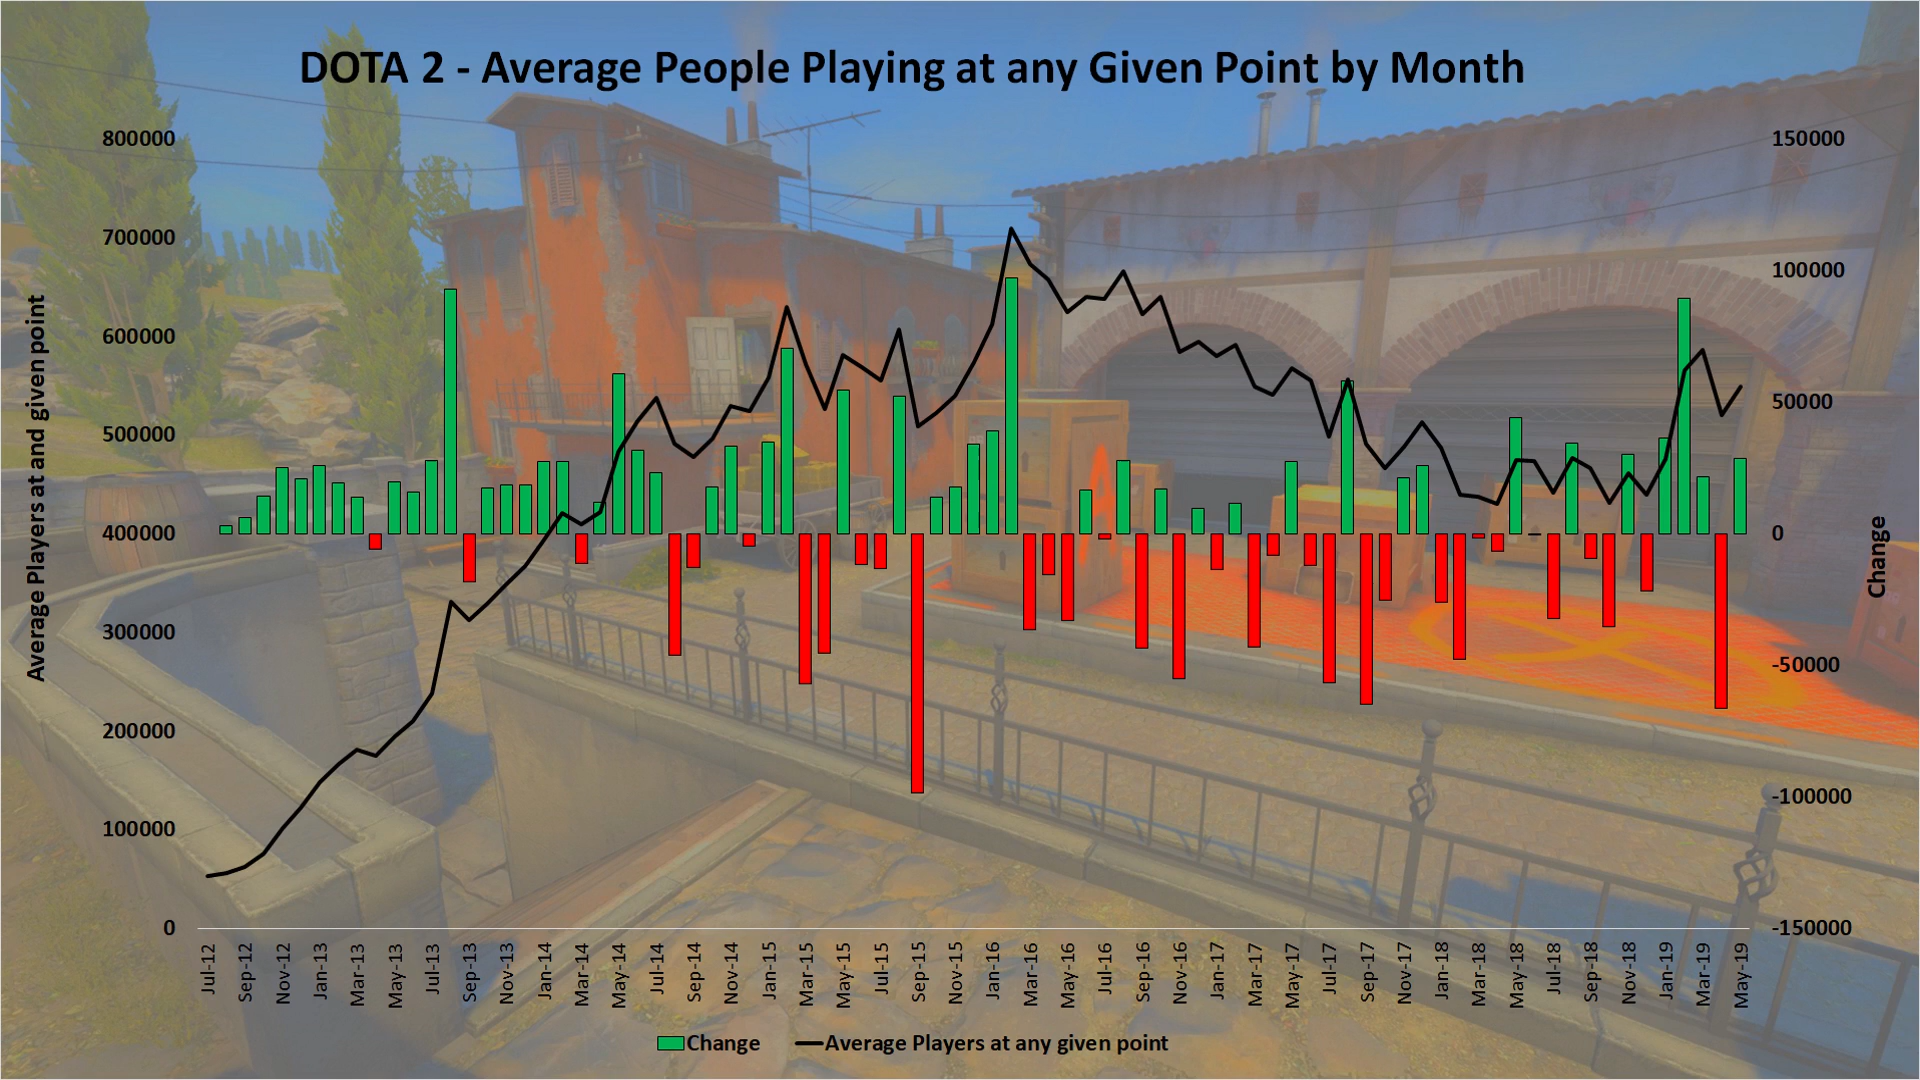 DOTA 2 - Average People Playing at any Given Point by Month
Average Players at and given point
800000
700000
600000
500000
400000
300000
200000
100000
0
150000
100000
50000
0
-50000
-100000
-150000
Change
Jul-12
Sep-12
Nov-12
Jan-13
Mar-13
May-13
Jul-13
Sep-13
Nov-13
Jan-14
Mar-14
May-14
Jul-14
Sep-14
Nov-14
Jan-15
Mar-15
May-15
Jul-15
Sep-15
Nov-15
Jan-16
Mar-16
May-16
Jul-16
Sep-16
Nov-16
Jan-17
Mar-17
May-17
Jul-17
Sep-17
Nov-17
Jan-18
Mar-18
May-18
Jul-18
Sep-18
Nov-18
Jan-19
Mar-19
May-19
Change
Average Players at any given point
A